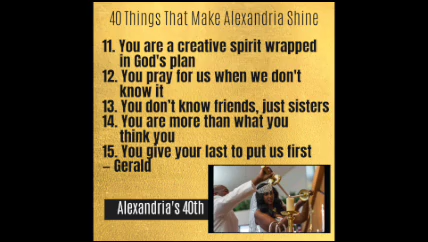 40 Things That Make Alexandria Shine
11. You are a creative spirit wrapped
in God's plan
12. You pray for us when we don't
know it
13. You don't know friends, just sisters
14. You are more than what you
think you
15. You give your last to put us first
– Gerald
Alexandria's 40th